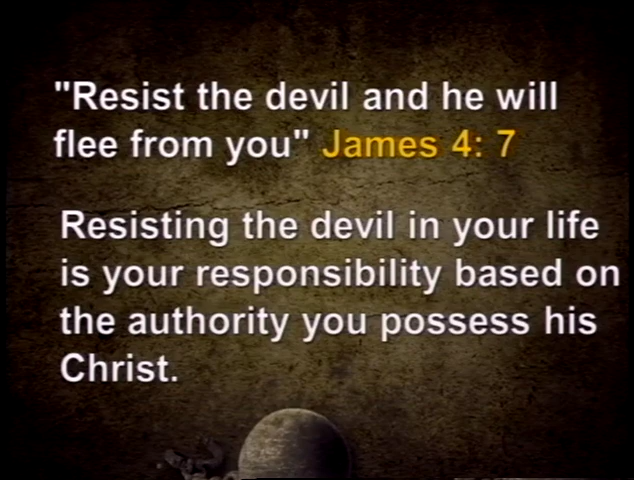 "Resist the devil and he will
flee from you" James 4: 7
Resisting the devil in your life
is your responsibility based on
the authority you possess his
Christ.